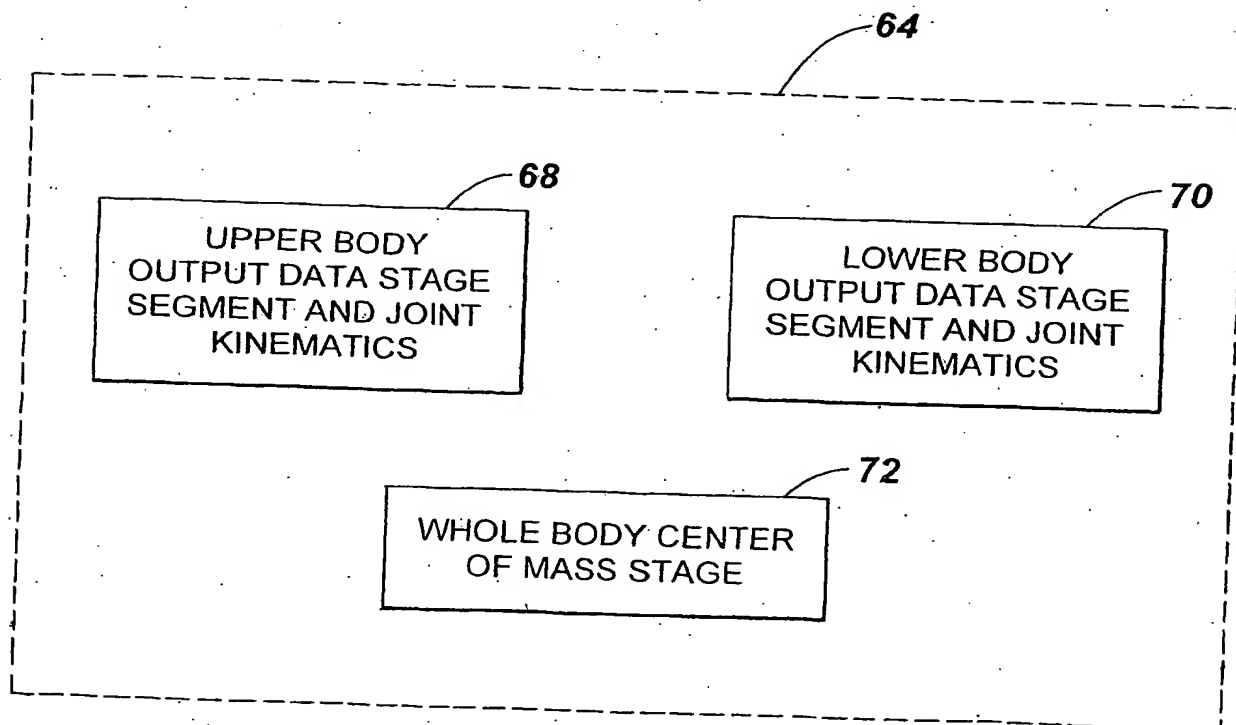 64
68
UPPER BODY
OUTPUT DATA STAGE
SEGMENT AND JOINT
KINEMATICS
70
LOWER BODY
OUTPUT DATA STAGE
SEGMENT AND JOINT
KINEMATICS
72
WHOLE BODY CENTER
OF MASS STAGE